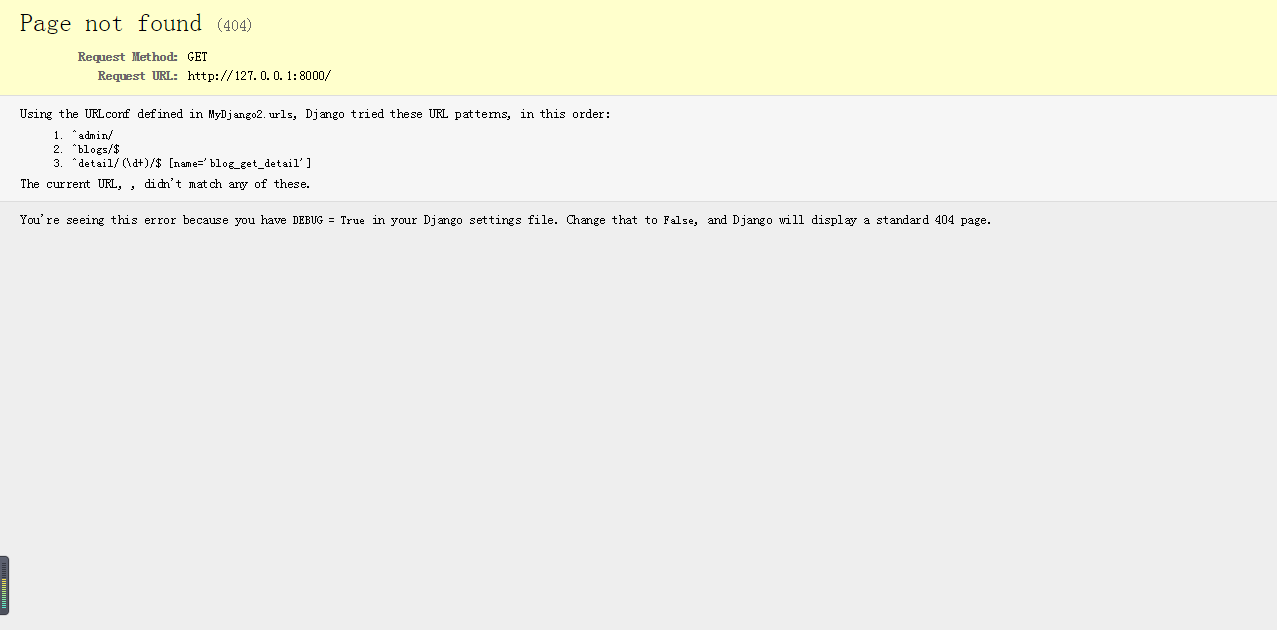 Page not found (404)
Request Method: GET
Request URL: http://127.0.0.1:8000/
Using the URLconf defined in MyDjango2.urls, Django tried these URL patterns, in this order:
1. ^admin/
2. ^blogs/$
3. ^detail/(\d+)/$ [name='blog_get_detail']
The current URL, , didn't match any of these.
You're seeing this error because you have DEBUG = True in your Django settings file. Change that to False, and Django will display a standard 404 page.